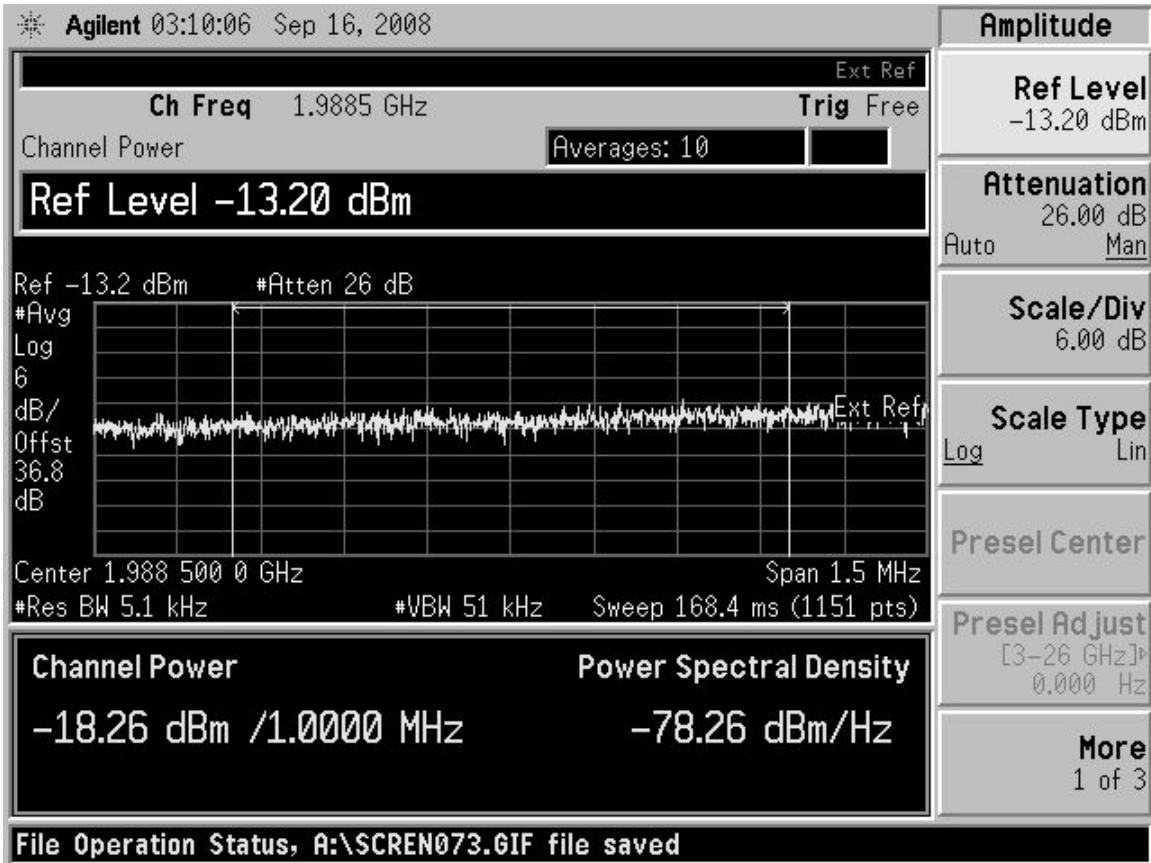 Agilent 03:10:06 Sep 16, 2008
Ext Ref
Ch Freq 1.9885 GHz Trig Free
Channel Power Averages: 10
Ref Level -13.20 dBm
Ref -13.2 dBm #Atten 26 dB
#Avg
Log
6
dB/
Offst
36.8
dB
Ext Ref
Center 1.988 500 0 GHz Span 1.5 MHz
#Res BW 5.1 kHz #VBW 51 kHz Sweep 168.4 ms (1151 pts)
Channel Power Power Spectral Density
-18.26 dBm /1.0000 MHz -78.26 dBm/Hz
File Operation Status, A:\SCREN073.GIF file saved
Amplitude
Ref Level
-13.20 dBm
Attenuation
26.00 dB
Auto Man
Scale/Div
6.00 dB
Scale Type
Log Lin
Presel Center
Presel Adjust
[3-26 GHz]
0.000 Hz
More
1 of 3